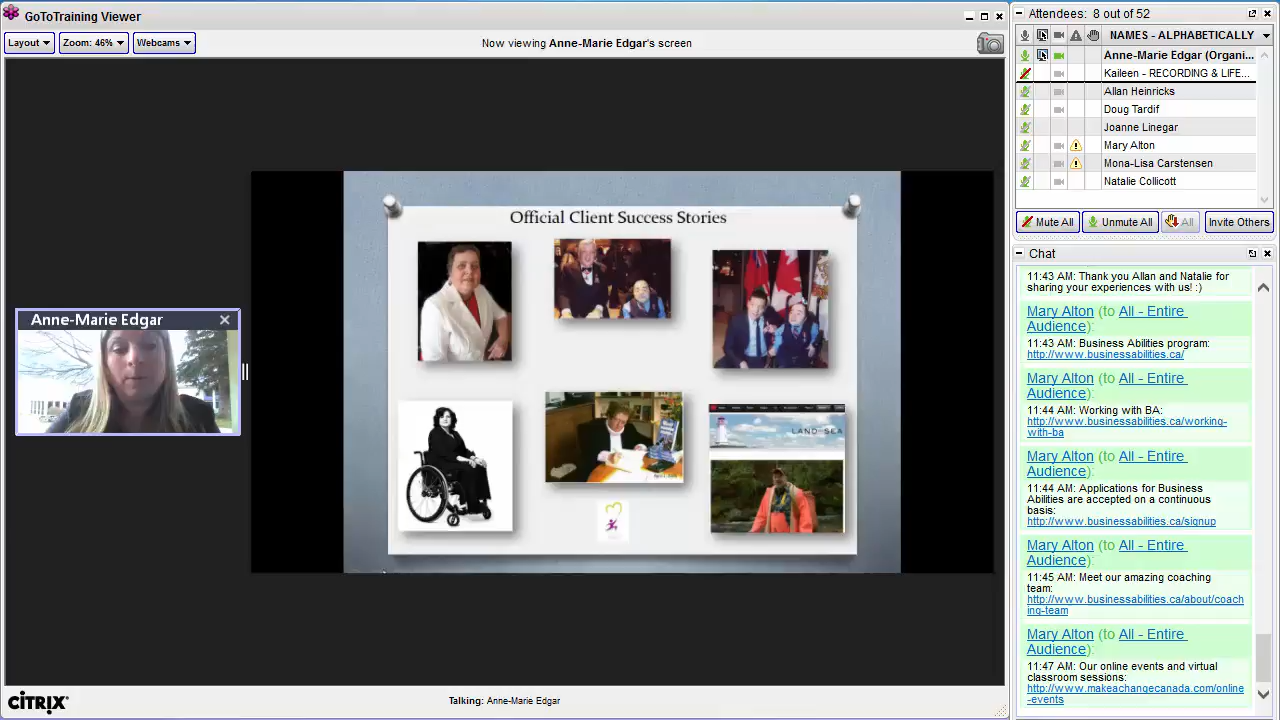 GoToTraining Viewer
Layout
Zoom: 46%
Webcams
Now viewing Anne-Marie Edgar's screen
Anne-Marie Edgar
Official Client Success Stories
LAND SEA
CITRIX
Talking: Anne-Marie Edgar
Attendees: 8 out of 52
NAMES - ALPHABETICALLY
Anne-Marie Edgar (Organi...
Kaileen - RECORDING & LIFE...
Allan Heinricks
Doug Tardif
Joanne Linegar
Mary Alton
Mona-Lisa Carstensen
Natalie Collicott
Mute All
Unmute All
All
Invite Others
Chat
11:43 AM: Thank you Allan and Natalie for
sharing your experiences with us! :)
Mary Alton (to All - Entire
Audience):
11:43 AM: Business Abilities program:
http://www.businessabilities.ca/
Mary Alton (to All - Entire
Audience):
11:44 AM: Working with BA:
http://www.businessabilities.ca/working-
with-ba
Mary Alton (to All - Entire
Audience):
11:44 AM: Applications for Business
Abilities are accepted on a continuous
basis:
http://www.businessabilities.ca/signup
Mary Alton (to All - Entire
Audience):
11:45 AM: Meet our amazing coaching
team:
http://www.businessabilities.ca/about/coach
ing-team
Mary Alton (to All - Entire
Audience):
11:47 AM: Our online events and virtual
classroom sessions:
http://www.makeachangecanada.com/online
-events